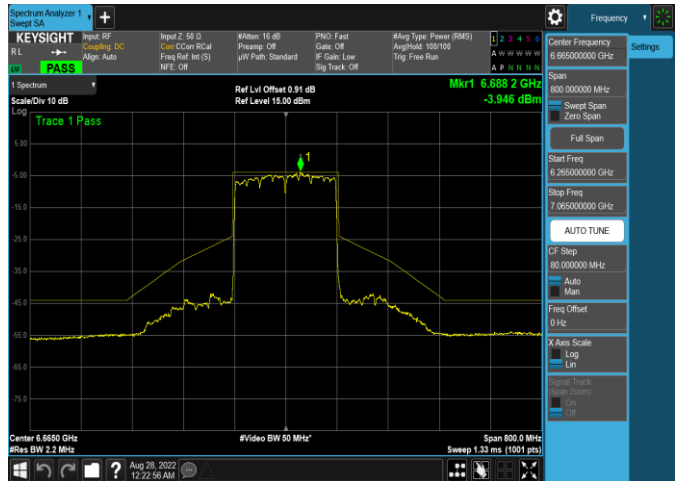 Spectrum Analyzer 1
Swept SA
Frequency
KEYSIGHT
Input: RF
Input Z: 50 Ω
#Atten: 16 dB
PNO: Fast
#Avg Type: Power (RMS)
1 2 3 4 5 6
RL
Coupling: DC
Corr CCorr RCal
Preamp: Off
Gate: Off
Avg|Hold: 100/100
A W W W W W
Align: Auto
Freq Ref: Int (S)
µW Path: Standard
IF Gain: Low
Trig: Free Run
PASS
NFE: Off
Sig Track: Off
A P N N N N
1 Spectrum
Ref Lvl Offset 0.91 dB
Mkr1 6.688 2 GHz
Scale/Div 10 dB
Ref Level 15.00 dBm
-3.946 dBm
Log
Trace 1 Pass
1
5.00
-5.00
-15.0
-25.0
-35.0
-45.0
-55.0
-65.0
-75.0
Center 6.6650 GHz
#Video BW 50 MHz*
Span 800.0 MHz
#Res BW 2.2 MHz
Sweep 1.33 ms (1001 pts)
Aug 28, 2022
12:22:56 AM
?
Center Frequency
6.665000000 GHz
Settings
Span
800.000000 MHz
Swept Span
Zero Span
Full Span
Start Freq
6.265000000 GHz
Stop Freq
7.065000000 GHz
AUTO TUNE
CF Step
80.000000 MHz
Auto
Man
Freq Offset
0 Hz
X Axis Scale
Log
Lin
Signal Track
(Span Zoom)
On
Off